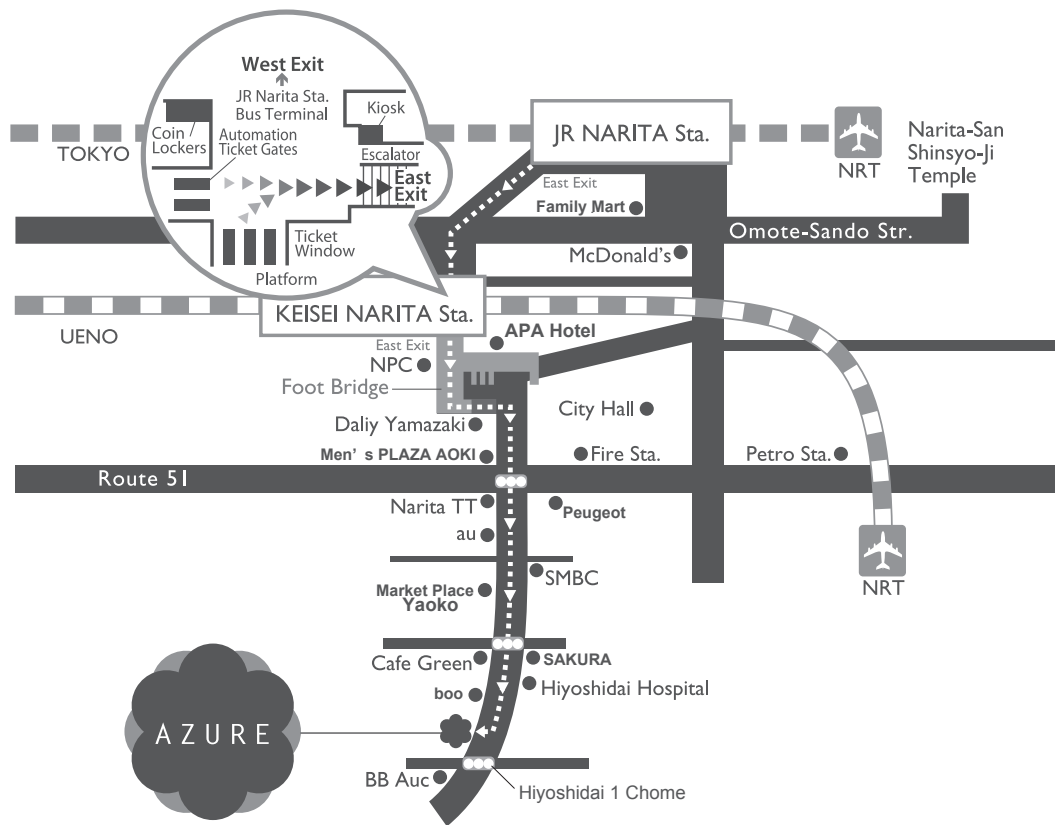 West Exit
JR Narita Sta.
Bus Terminal
Kiosk
Coin
Lockers
Automation
Ticket Gates
Escalator
East
Exit
Ticket
Window
Platform
TOKYO
JR NARITA Sta.
NRT
Narita-San
Shinsyo-Ji
Temple
East Exit
Family Mart
Omote-Sando Str.
McDonald's
KEISEI NARITA Sta.
UENO
APA Hotel
East Exit
NPC
Foot Bridge
City Hall
Daliy Yamazaki
Men' s PLAZA AOKI
Fire Sta.
Petro Sta.
Route 51
Narita TT
Peugeot
au
NRT
SMBC
Market Place
Yaoko
Cafe Green
SAKURA
Hiyoshidai Hospital
boo
AZURE
BB Auc
Hiyoshidai 1 Chome